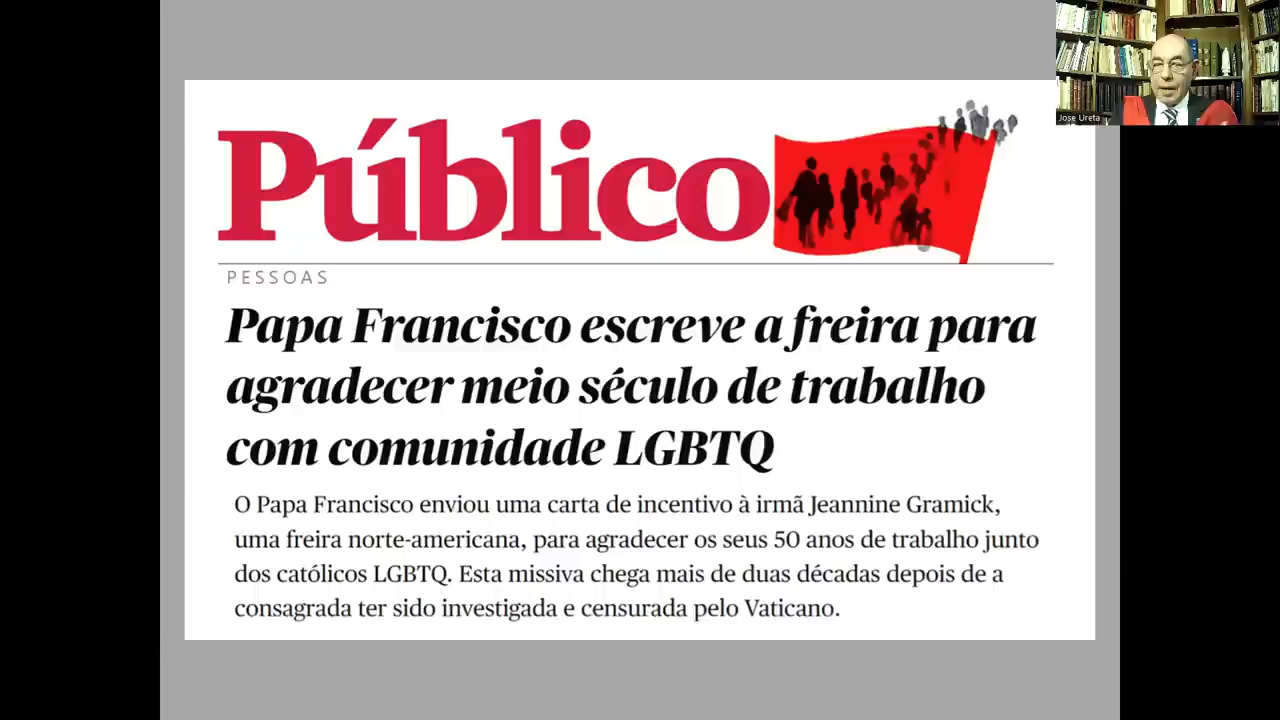 Público
PESSOAS
Papa Francisco escreve a freira para
agradecer meio século de trabalho
com comunidade LGBTQ
O Papa Francisco enviou uma carta de incentivo à irmã Jeannine Gramick,
uma freira norte-americana, para agradecer os seus 50 anos de trabalho junto
dos católicos LGBTQ. Esta missiva chega mais de duas décadas depois de a
consagrada ter sido investigada e censurada pelo Vaticano.
Jose Ureta